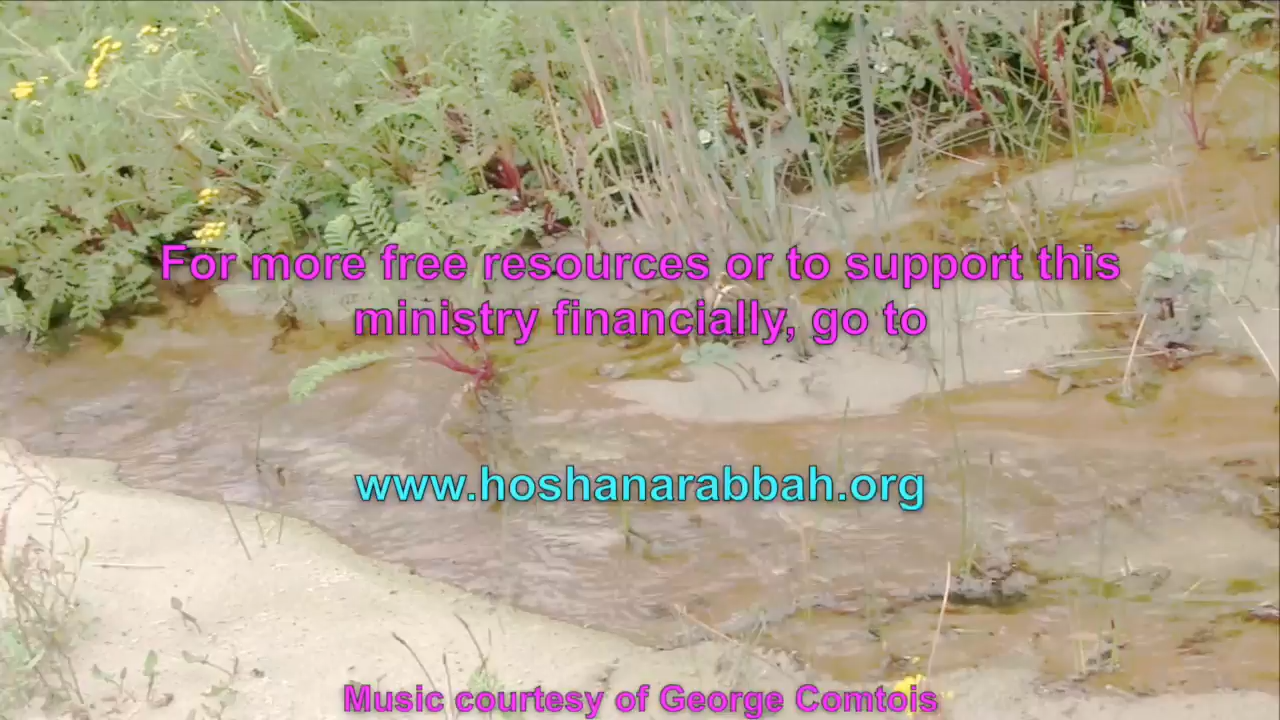 For more free resources or to support this
ministry financially, go to
www.hoshanarabbah.org
Music courtesy of George Comtois